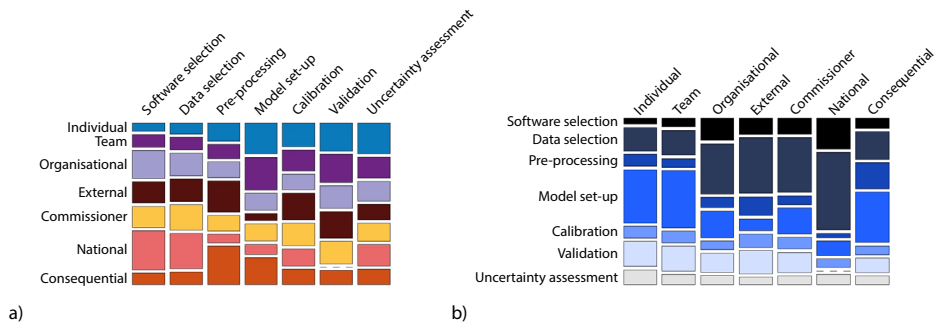 Software selection
Data selection
Pre-processing
Model set-up
Calibration
Validation
Uncertainty assessment
Individual
Team
Organisational
External
Commissioner
National
Consequential
a)
Individual
Team
Organisational
External
Commissioner
National
Consequential
Software selection
Data selection
Pre-processing
Model set-up
Calibration
Validation
Uncertainty assessment
b)